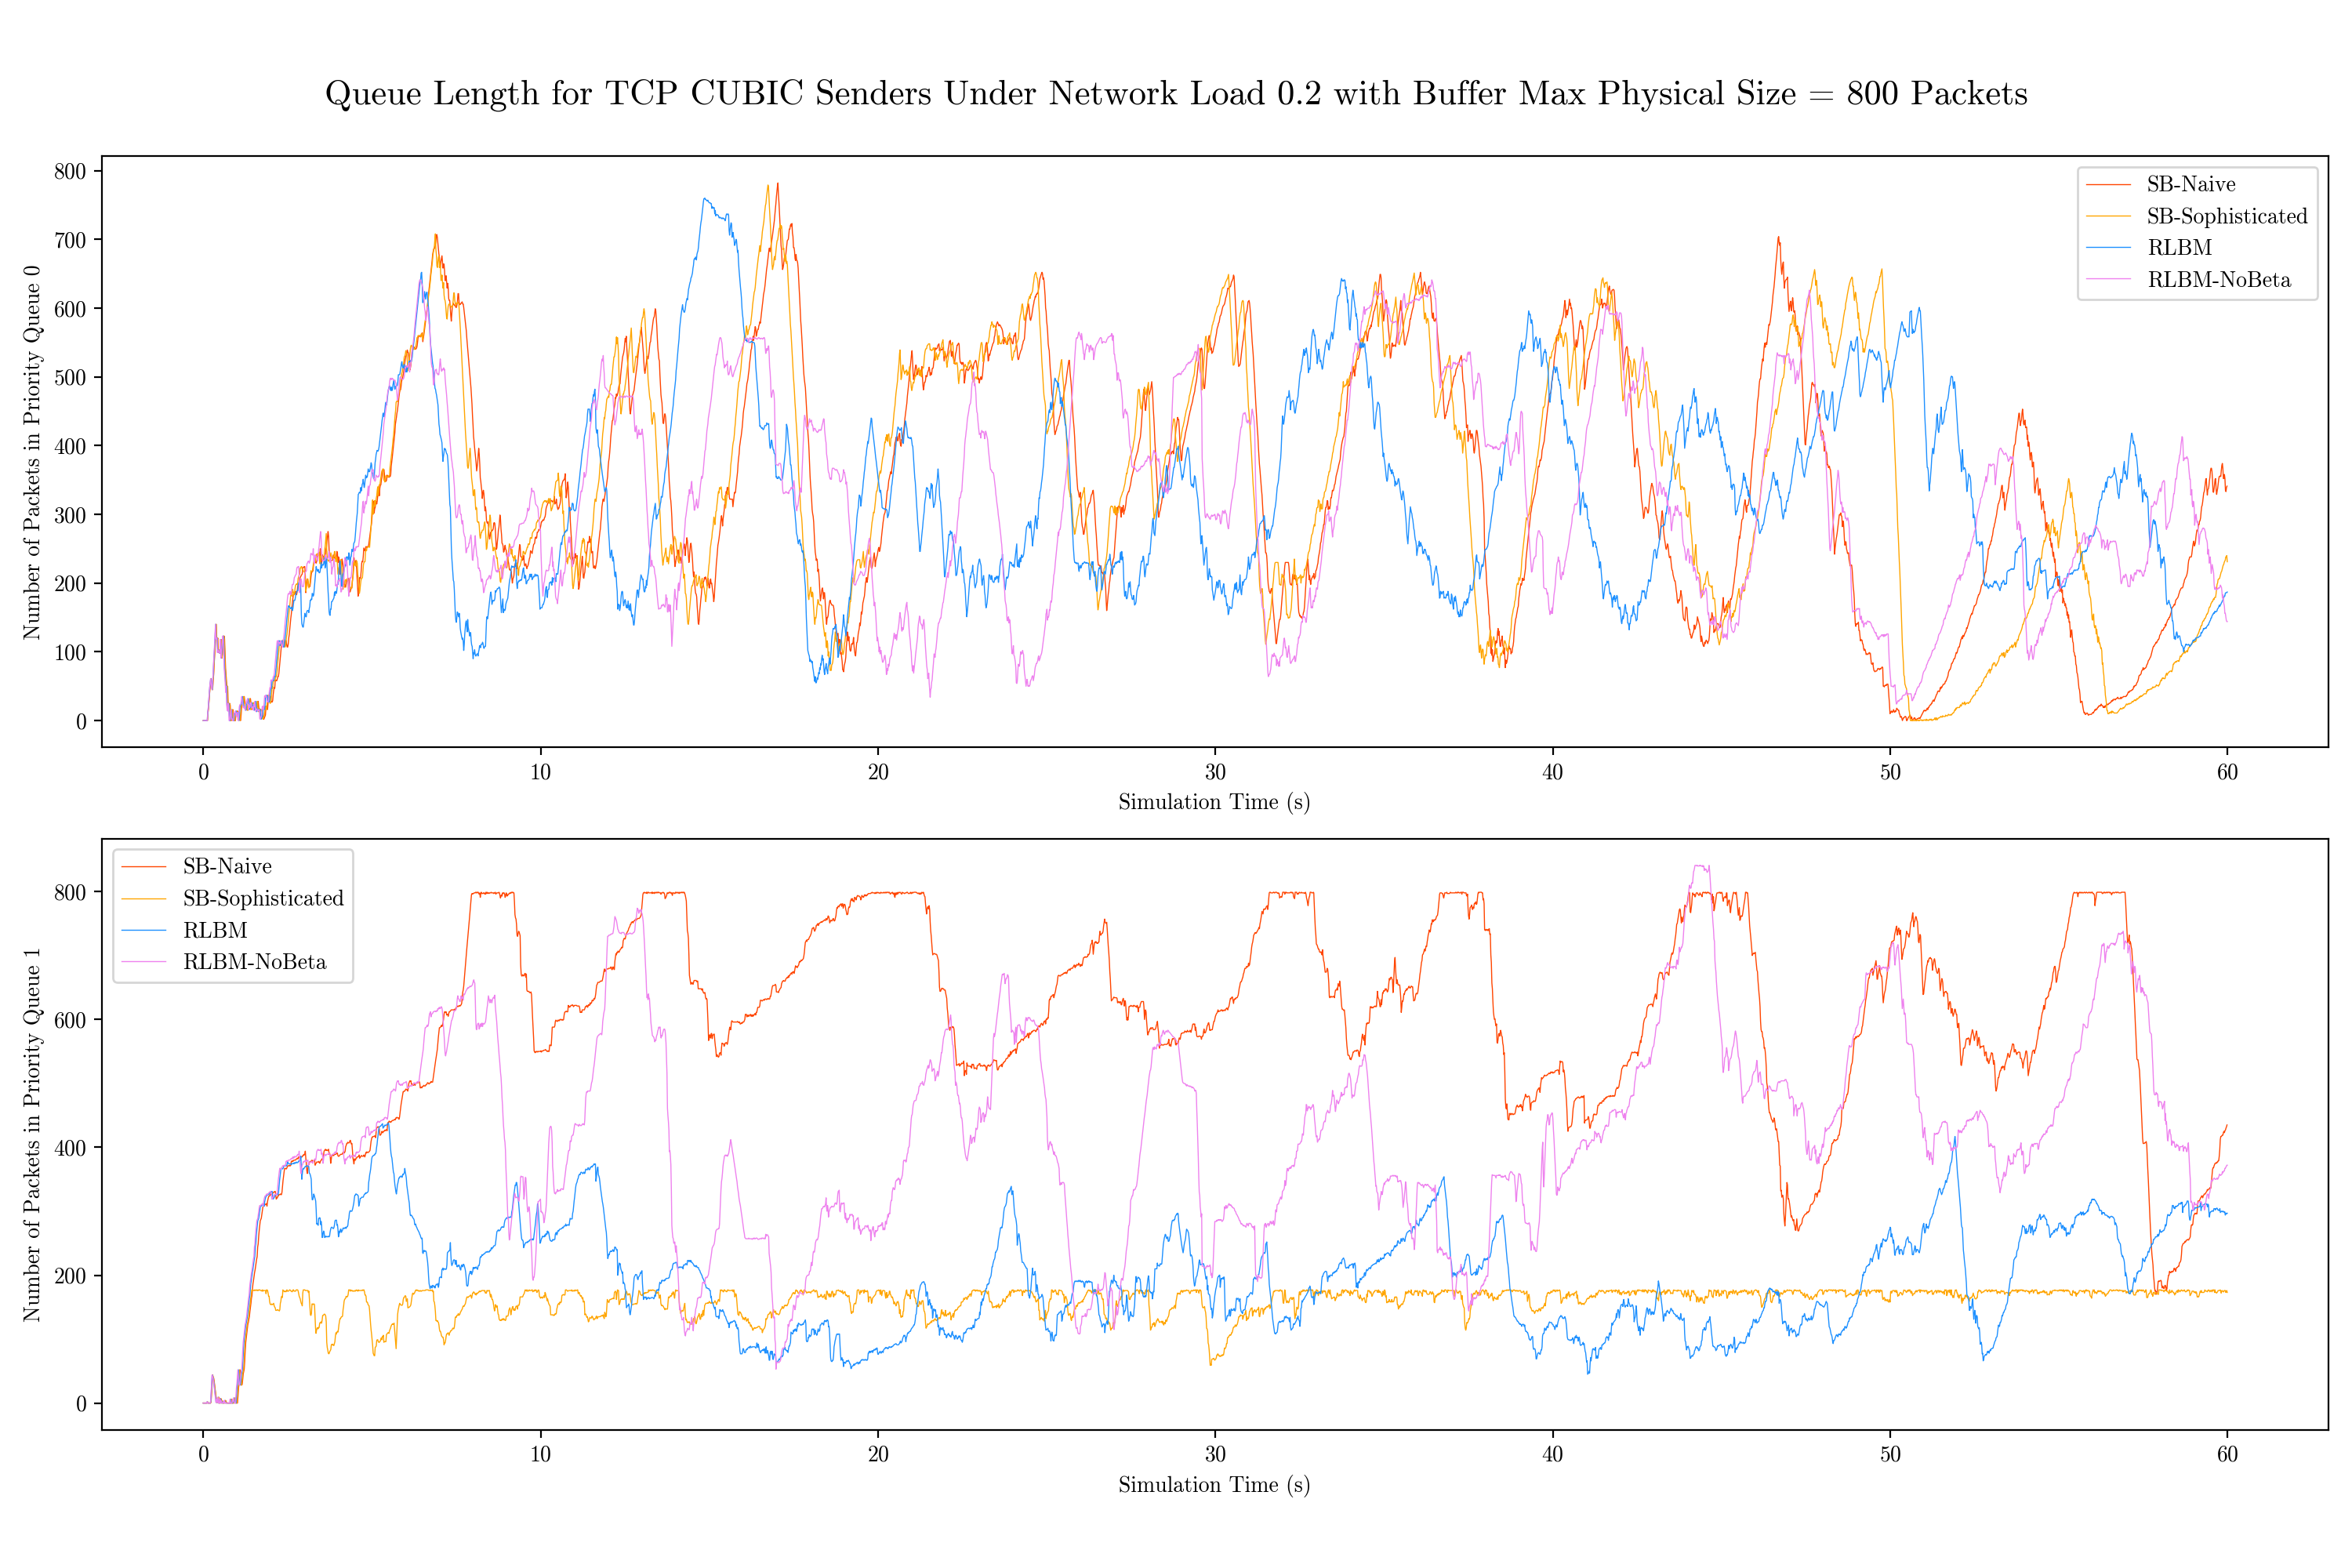 Queue Length for TCP CUBIC Senders Under Network Load 0.2 with Buffer Max Physical Size = 800 Packets
Number of Packets in Priority Queue 0
800
700
600
500
400
300
200
100
0
SB-Naive
SB-Sophisticated
RLBM
RLBM-NoBeta
0 10 20 30 40 50 60
Simulation Time (s)
Number of Packets in Priority Queue 1
800
600
400
200
0
SB-Naive
SB-Sophisticated
RLBM
RLBM-NoBeta
0 10 20 30 40 50 60
Simulation Time (s)